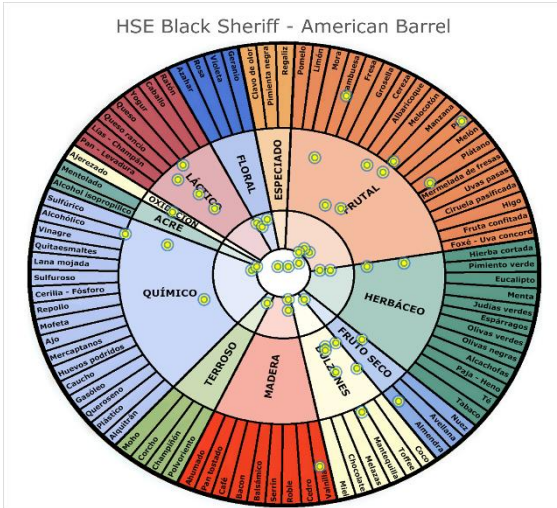 HSE Black Sheriff - American Barrel
Ratón
Caballo
Yogur
Queso
Queso rancio
Lías - Champán
Pan - Levadura
Ajerezado
Mentolado
Alcohol isopropílico
Sulfúrico
Alcohólico
Vinagre
Quitaesmaltes
Lana mojada
Sulfuroso
Cerilla - Fósforo
Repollo
Mofeta
Ajo
Mercaptanos
Huevos podridos
Caucho
Gasóleo
Queroseno
Plástico
Alquitrán
Moho
Corcho
Champiñón
Polvoriento
Ahumado
Pan tostado
Café
Bacon
Balsámico
Serrín
Roble
Cedro
Vainilla
Miel
Chocolate
Melazas
Mantequilla
Toffee
Coco
Almendra
Avellana
Nuez
Tabaco
Té
Paja - Heno
Alcachofas
Olivas negras
Olivas verdes
Espárragos
Judías verdes
Menta
Eucalipto
Pimiento verde
Hierba cortada
Foxé - Uva concord
Fruta confitada
Higo
Ciruela pasificada
Uvas pasas
Mermelada de fresas
Plátano
Melón
Manzana
Melocotón
Albaricoque
Cereza
Grosella
Fresa
Mora
Limón
Pomelo
Regaliz
Pimienta negra
Clavo de olor
Geranio
Violeta
Rosa
Azahar
FLORAL
ESPECIADO
FRUTAL
HERBÁCEO
FRUTO SECO
MADERA
TERROSO
QUÍMICO
ACRE